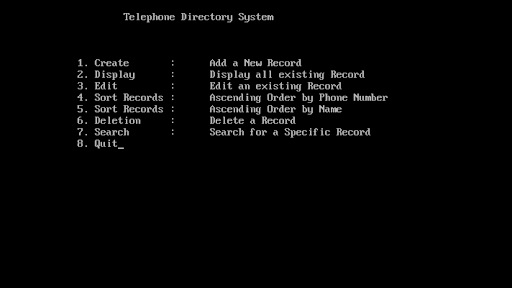 Telephone Directory System
1. Create : Add a New Record
2. Display : Display all existing Record
3. Edit : Edit an existing Record
4. Sort Records : Ascending Order by Phone Number
5. Sort Records : Ascending Order by Name
6. Deletion : Delete a Record
7. Search : Search for a Specific Record
8. Quit_